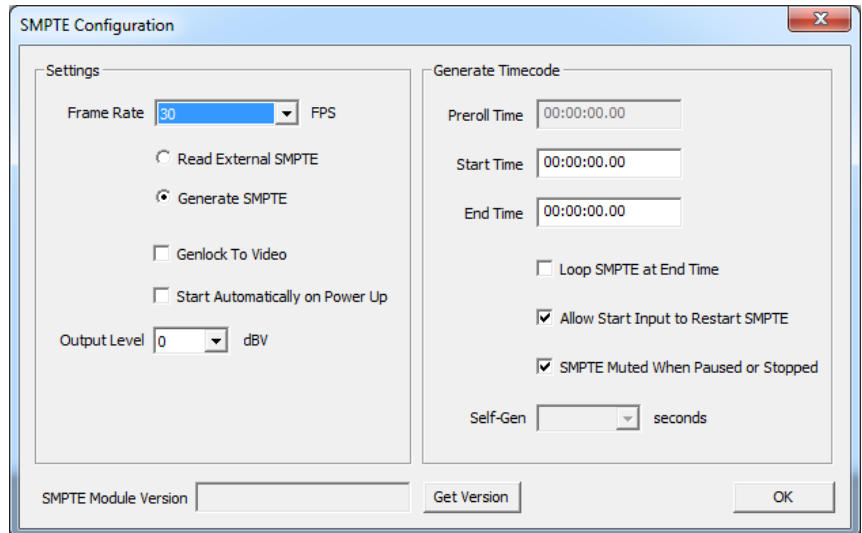 SMPTE Configuration
Settings
Frame Rate 30 FPS
Read External SMPTE
Generate SMPTE
Genlock To Video
Start Automatically on Power Up
Output Level 0 dBV
Generate Timecode
Preroll Time 00:00:00.00
Start Time 00:00:00.00
End Time 00:00:00.00
Loop SMPTE at End Time
Allow Start Input to Restart SMPTE
SMPTE Muted When Paused or Stopped
Self-Gen seconds
SMPTE Module Version Get Version OK